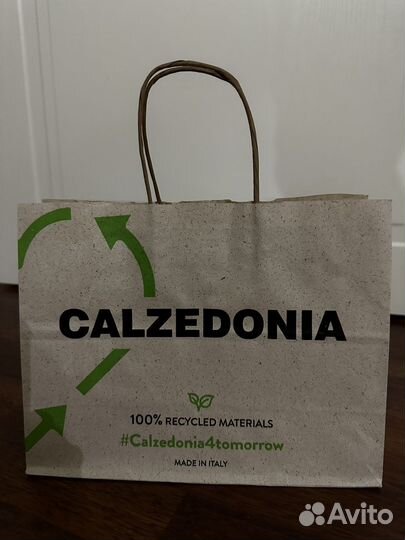 CALZEDONIA
100% RECYCLED MATERIALS
#Calzedonia4tomorrow
MADE IN ITALY
Avito